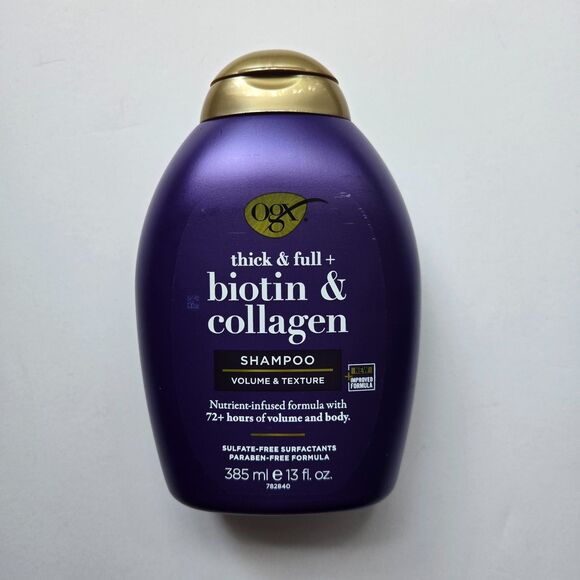 ogx
thick & full +
biotin &
collagen
SHAMPOO
VOLUME & TEXTURE
NEW
+ IMPROVED
FORMULA
Nutrient-infused formula with
72+ hours of volume and body.
SULFATE-FREE SURFACTANTS
PARABEN-FREE FORMULA
385 ml ℮ 13 fl. oz.
782840